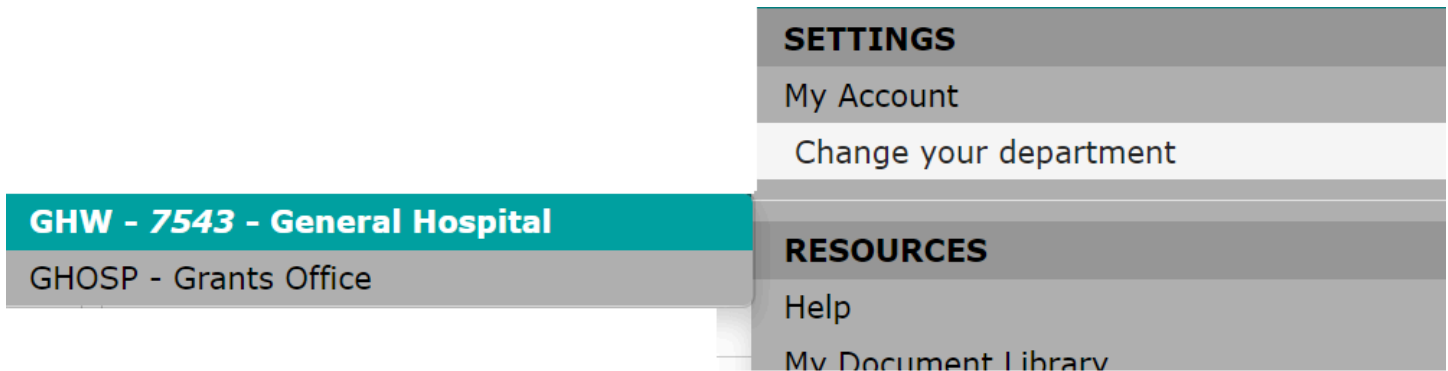 SETTINGS
My Account
Change your department
GHW - 7543 - General Hospital
GHOSP - Grants Office
RESOURCES
Help
My Document Library